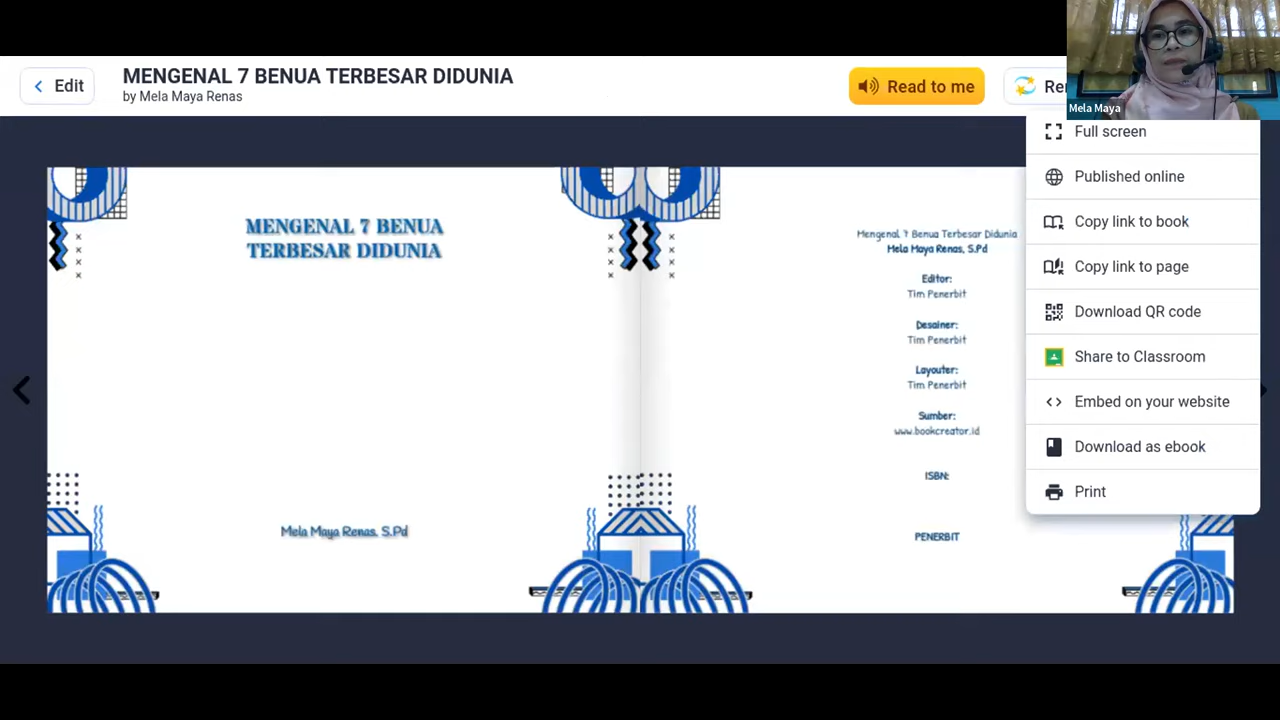 Edit
MENGENAL 7 BENUA TERBESAR DIDUNIA
by Mela Maya Renas
Read to me
Mela Maya
Full screen
Published online
Copy link to book
Copy link to page
Download QR code
Share to Classroom
Embed on your website
Download as ebook
Print
MENGENAL 7 BENUA
TERBESAR DIDUNIA
Mela Maya Renas, S.Pd
Mengenal 7 Benua Terbesar Didunia
Mela Maya Renas, S.Pd
Editor:
Tim Penerbit
Desainer:
Tim Penerbit
Layouter:
Tim Penerbit
Sumber:
www.bookcreator.id
ISBN:
PENERBIT